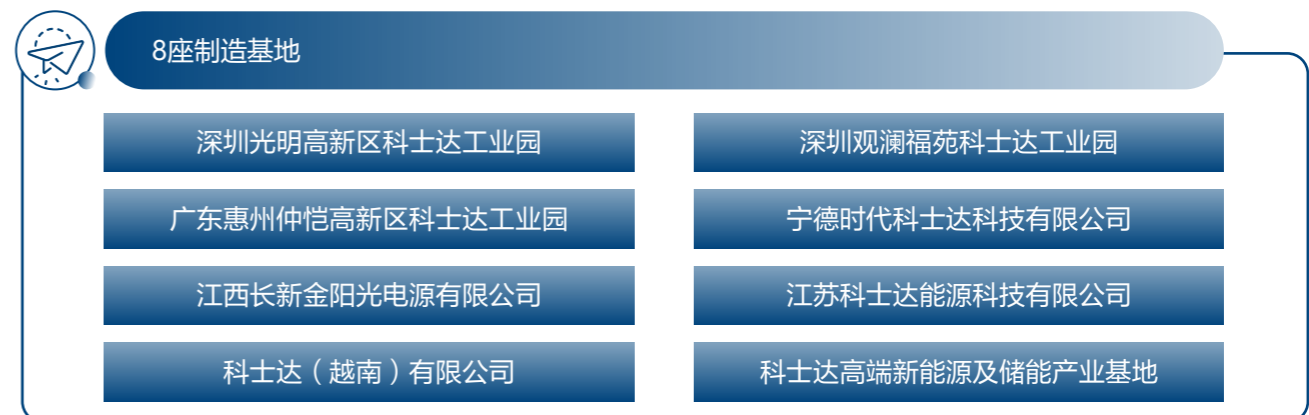 8座制造基地
深圳光明高新区科士达工业园
深圳观澜福苑科士达工业园
广东惠州仲恺高新区科士达工业园
宁德时代科士达科技有限公司
江西长新金阳光电源有限公司
江苏科士达能源科技有限公司
科士达（越南）有限公司
科士达高端新能源及储能产业基地